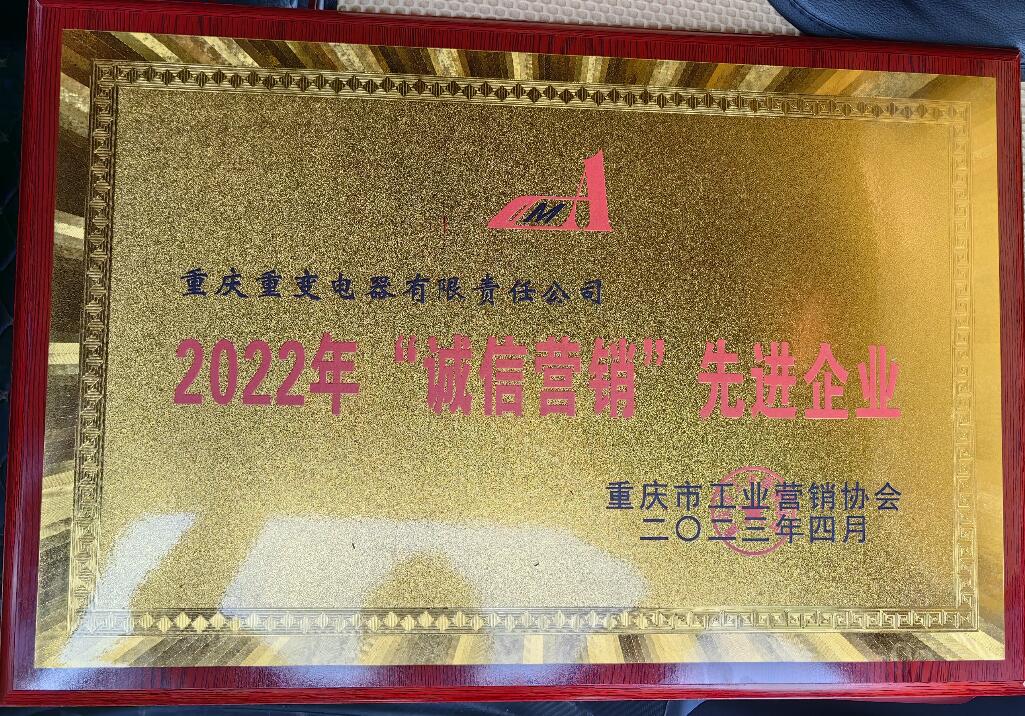 重庆重变电器有限责任公司
2022年“诚信营销”先进企业
重庆市工业营销协会
二〇二三年四月